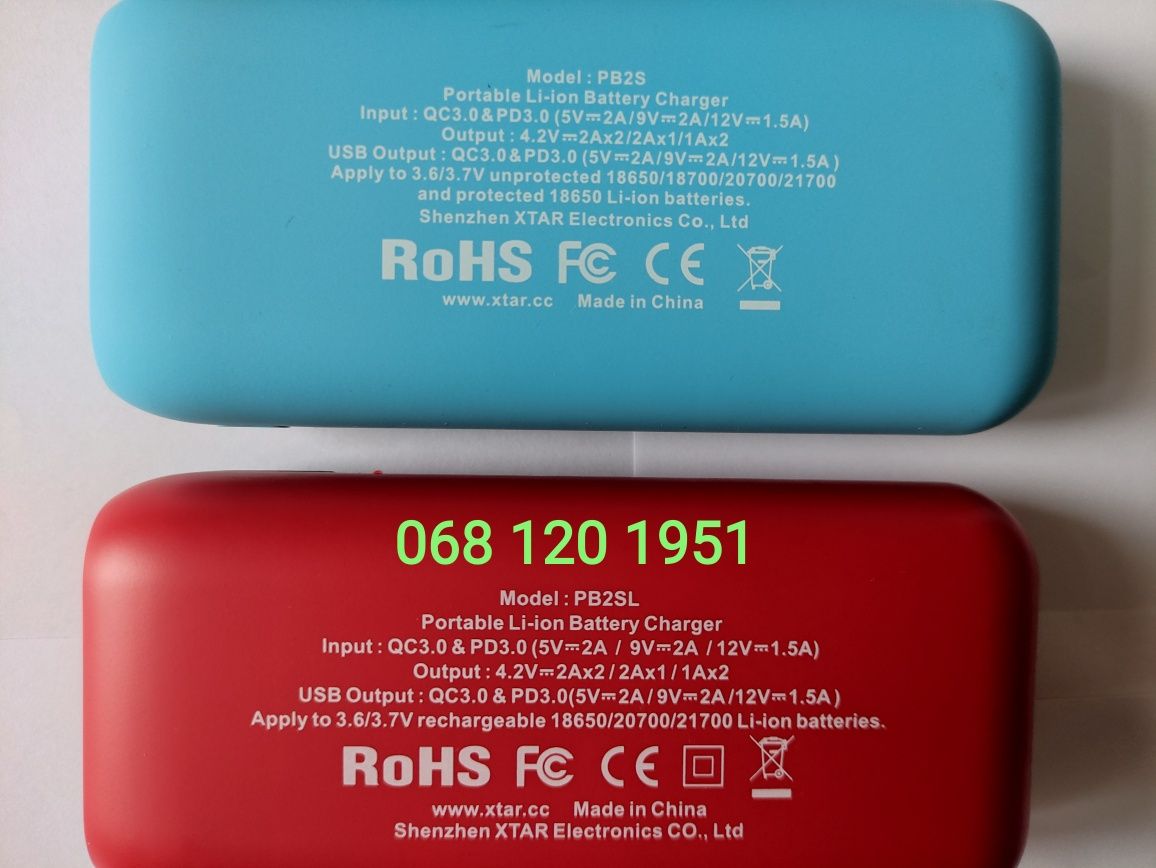 Model : PB2S
Portable Li-ion Battery Charger
Input : QC3.0 & PD3.0 (5V⎓2A / 9V⎓2A / 12V⎓1.5A)
Output : 4.2V⎓2Ax2/2Ax1/1Ax2
USB Output : QC3.0 & PD3.0 (5V⎓2A / 9V⎓2A /12V⎓1.5A )
Apply to 3.6/3.7V unprotected 18650/18700/20700/21700
and protected 18650 Li-ion batteries.
Shenzhen XTAR Electronics Co., Ltd
RoHS FC CE
www.xtar.cc Made in China
068 120 1951
Model : PB2SL
Portable Li-ion Battery Charger
Input : QC3.0 & PD3.0 (5V⎓2A / 9V⎓2A / 12V⎓1.5A)
Output : 4.2V⎓2Ax2 / 2Ax1 / 1Ax2
USB Output : QC3.0 & PD3.0(5V⎓2A / 9V⎓2A /12V⎓1.5A )
Apply to 3.6/3.7V rechargeable 18650/20700/21700 Li-ion batteries.
RoHS FC CE
www.xtar.cc Made in China
Shenzhen XTAR Electronics CO., Ltd